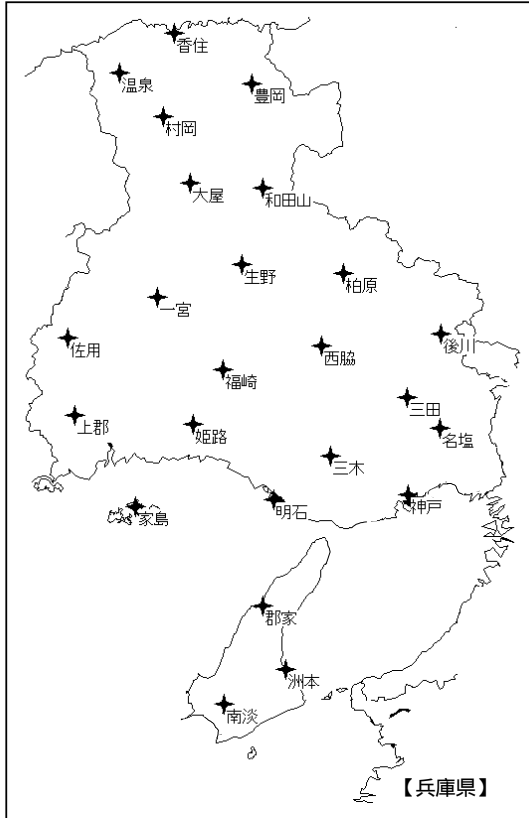 香住
温泉
豊岡
村岡
大屋
和田山
生野
柏原
一宮
佐用
西脇
後川
福崎
三田
上郡
姫路
名塩
三木
家島
明石
神戸
郡家
洲本
南淡
【兵庫県】